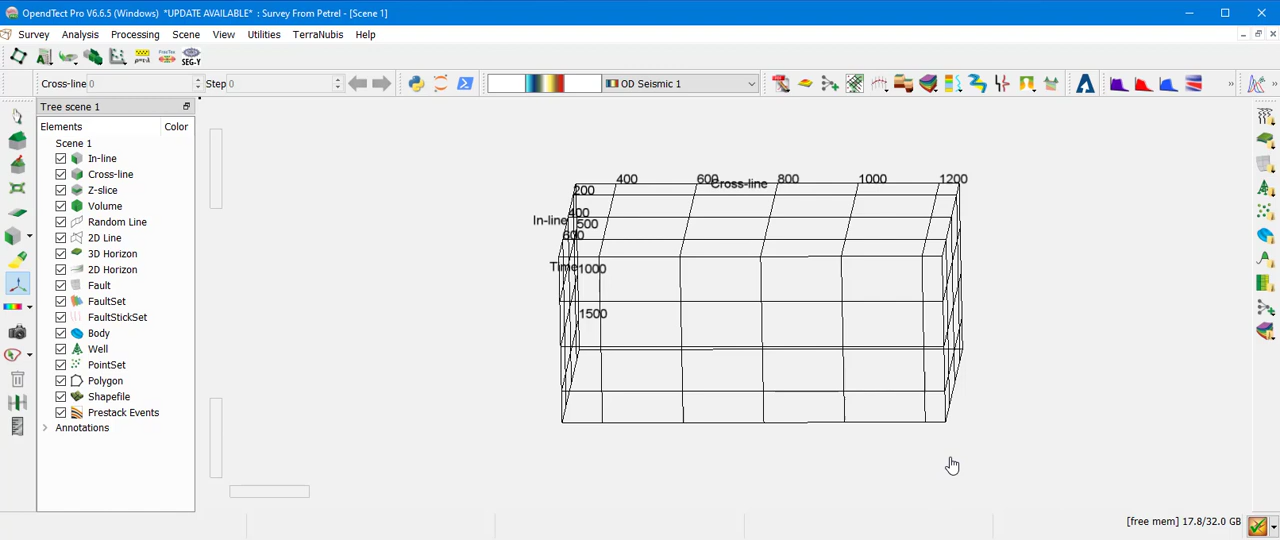 OpendTect Pro V6.6.5 (Windows) *UPDATE AVAILABLE* : Survey From Petrel - [Scene 1]
Survey Analysis Processing Scene View Utilities TerraNubis Help
SEG-Y
Cross-line 0 Step 0 OD Seismic 1
Tree scene 1
Elements Color
Scene 1
In-line
Cross-line
Z-slice
Volume
Random Line
2D Line
3D Horizon
2D Horizon
Fault
FaultSet
FaultStickSet
Body
Well
PointSet
Polygon
Shapefile
Prestack Events
Annotations
400 600 Cross-line 800 1000 1200
200
In-line 400
500
600
Time 1000
1500
[free mem] 17.8/32.0 GB